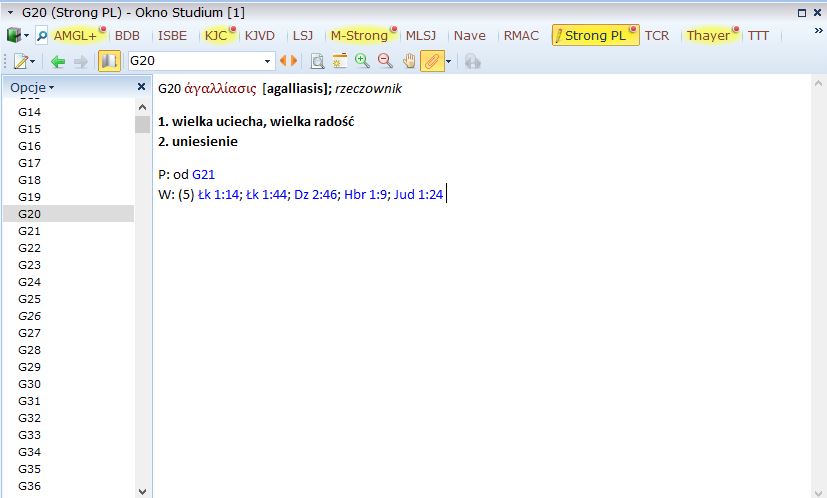 G20 (Strong PL) - Okno Studium [1]
AMGL+ BDB ISBE KJC KJVD LSJ M-Strong MLSJ Nave RMAC Strong PL TCR Thayer TTT »
G20
Opcje
G14
G15
G16
G17
G18
G19
G20
G21
G22
G23
G24
G25
G26
G27
G28
G29
G30
G31
G32
G33
G34
G35
G36
G20 ἀγαλλίασις [agalliasis]; rzeczownik
1. wielka uciecha, wielka radość
2. uniesienie
P: od G21
W: (5) Łk 1:14; Łk 1:44; Dz 2:46; Hbr 1:9; Jud 1:24